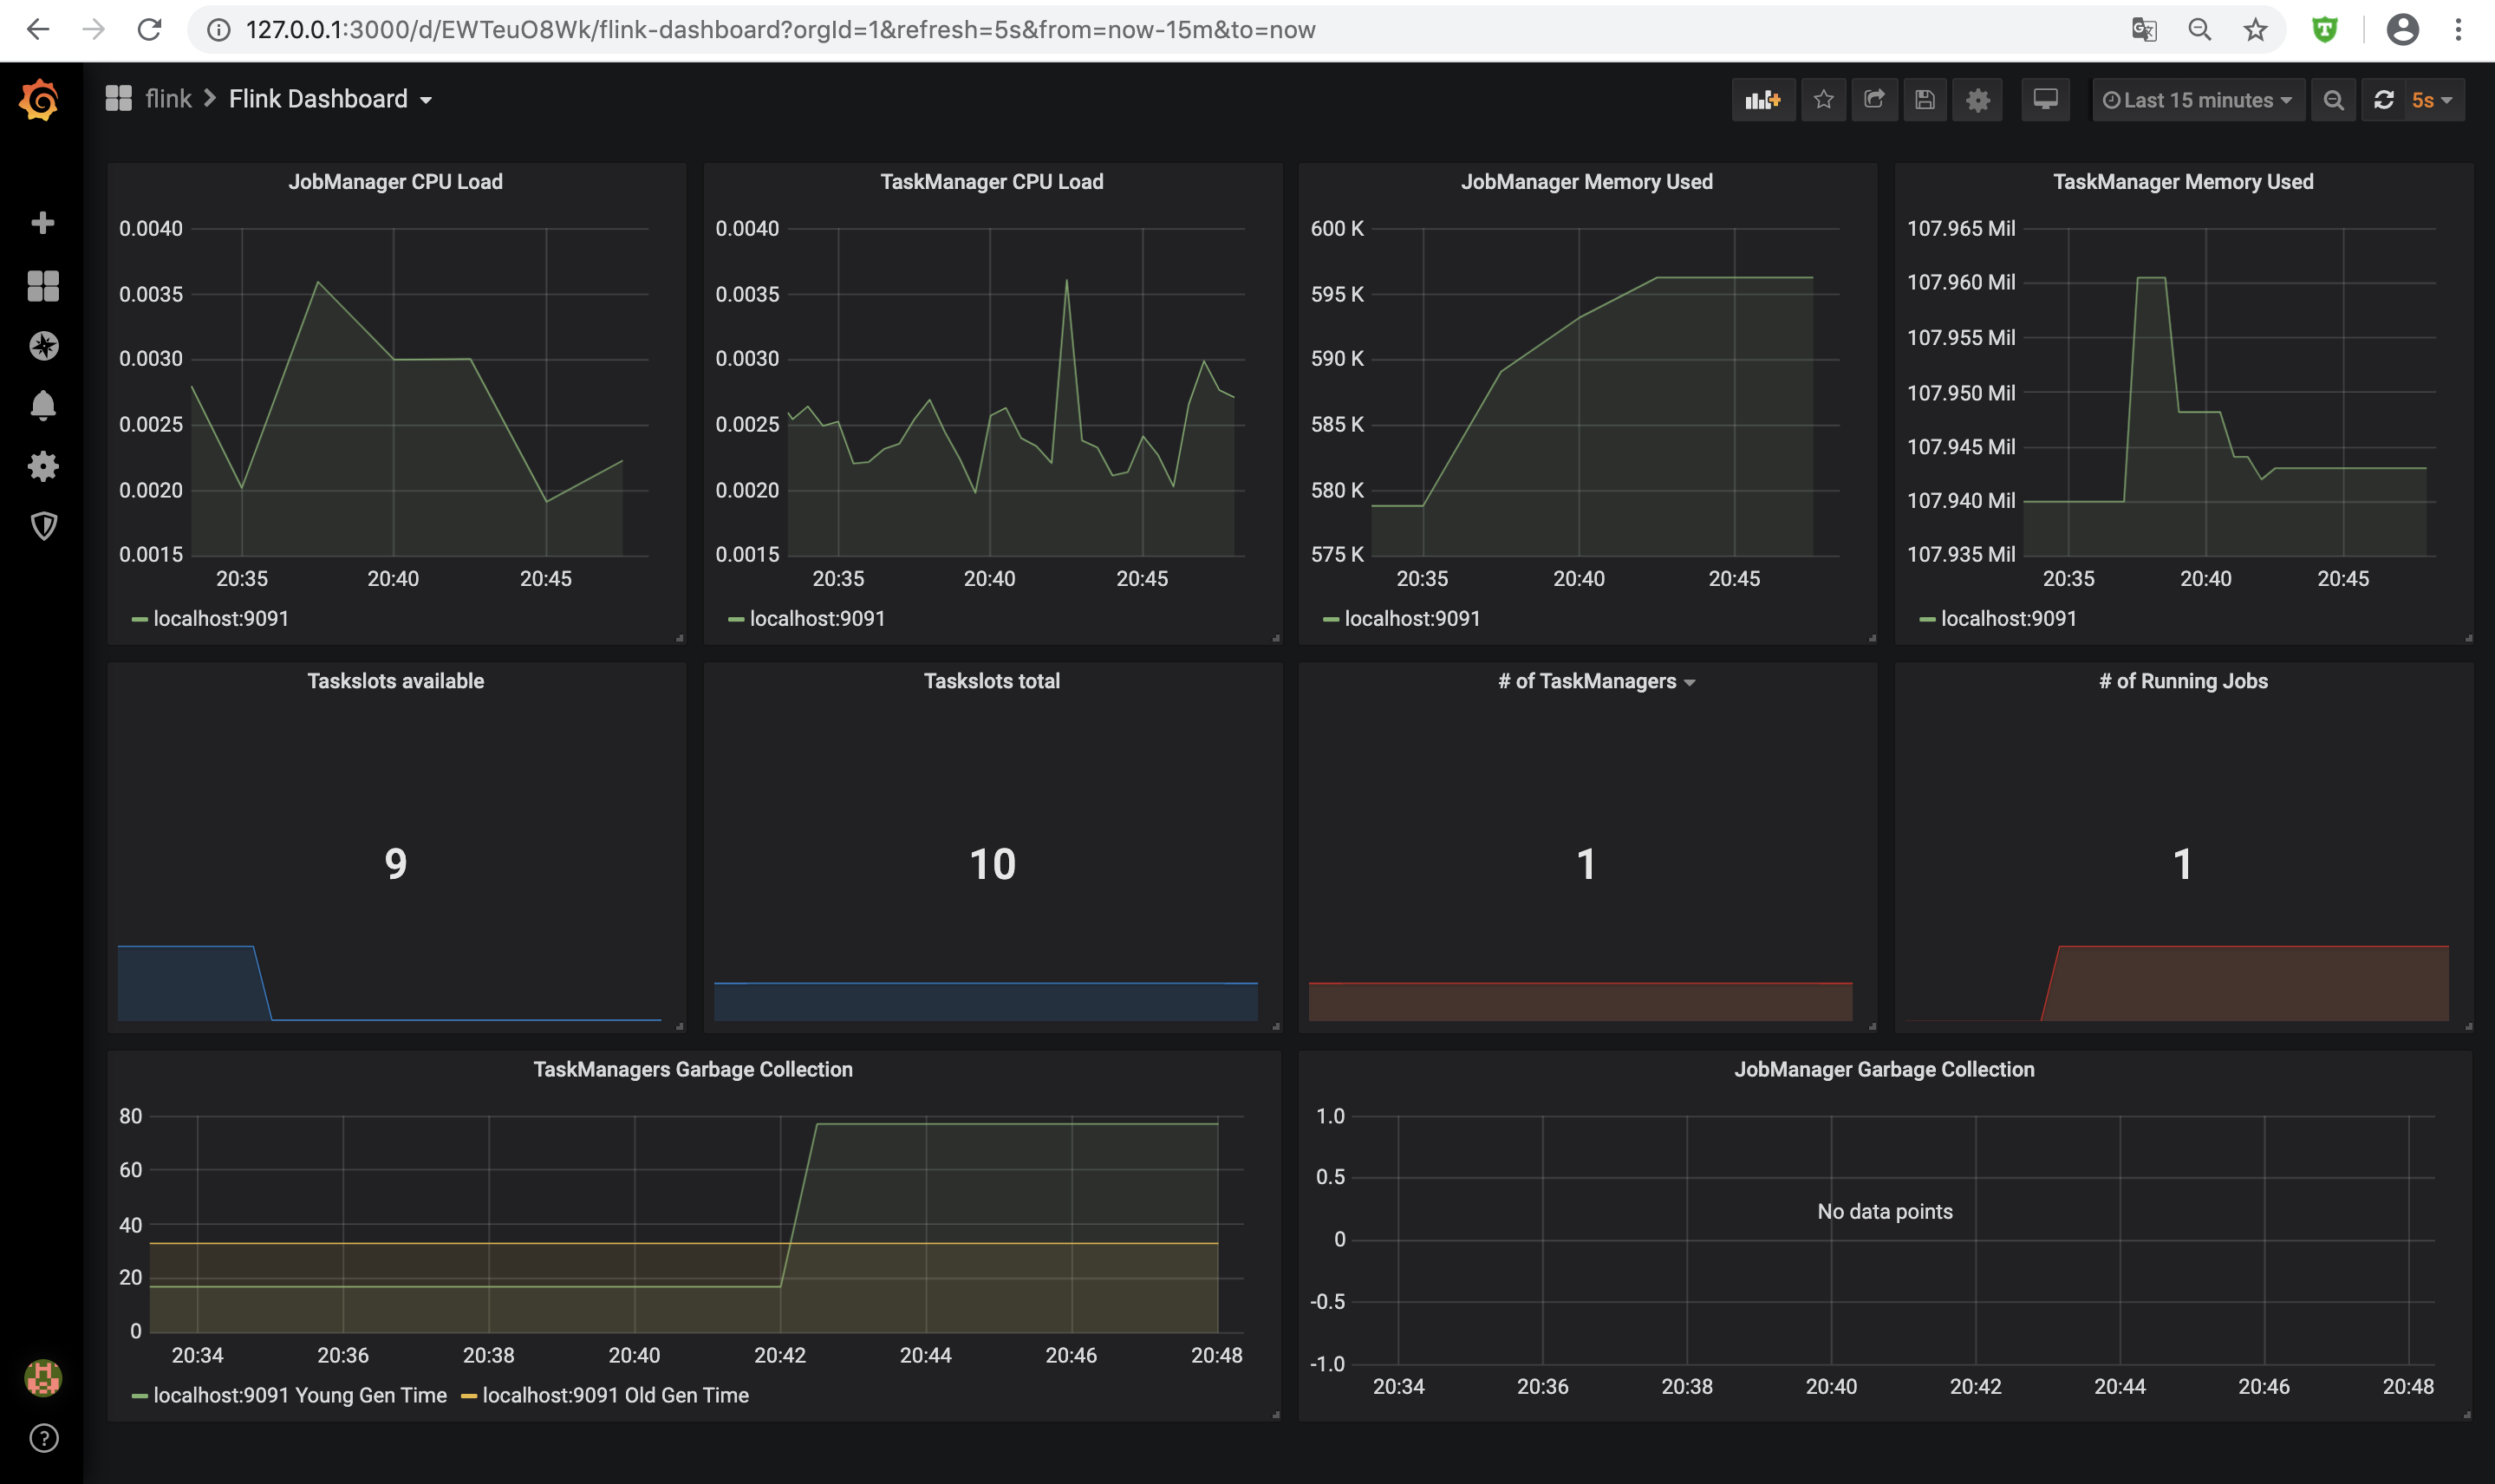 127.0.0.1:3000/d/EWTeuO8Wk/flink-dashboard?orgId=1&refresh=5s&from=now-15m&to=now
flink > Flink Dashboard
Last 15 minutes
5s
JobManager CPU Load
0.0040
0.0035
0.0030
0.0025
0.0020
0.0015
20:35 20:40 20:45
localhost:9091
TaskManager CPU Load
0.0040
0.0035
0.0030
0.0025
0.0020
0.0015
20:35 20:40 20:45
localhost:9091
JobManager Memory Used
600 K
595 K
590 K
585 K
580 K
575 K
20:35 20:40 20:45
localhost:9091
TaskManager Memory Used
107.965 Mil
107.960 Mil
107.955 Mil
107.950 Mil
107.945 Mil
107.940 Mil
107.935 Mil
20:35 20:40 20:45
localhost:9091
Taskslots available
9
Taskslots total
10
# of TaskManagers
1
# of Running Jobs
1
TaskManagers Garbage Collection
80
60
40
20
0
20:34 20:36 20:38 20:40 20:42 20:44 20:46 20:48
localhost:9091 Young Gen Time localhost:9091 Old Gen Time
JobManager Garbage Collection
1.0
0.5
No data points
0
-0.5
-1.0
20:34 20:36 20:38 20:40 20:42 20:44 20:46 20:48